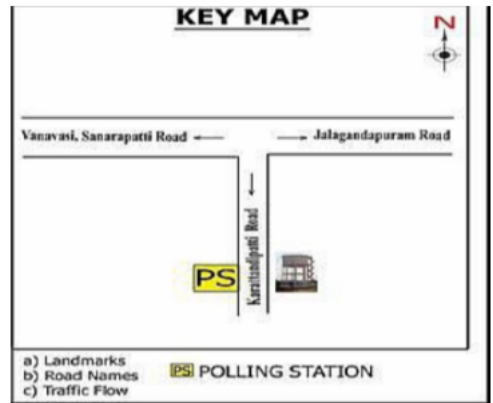 KEY MAP
N
Vanavasi, Sanarapatti Road
Jalagandapuram Road
Karattandipatti Road
PS
a) Landmarks
b) Road Names
c) Traffic Flow
PS POLLING STATION